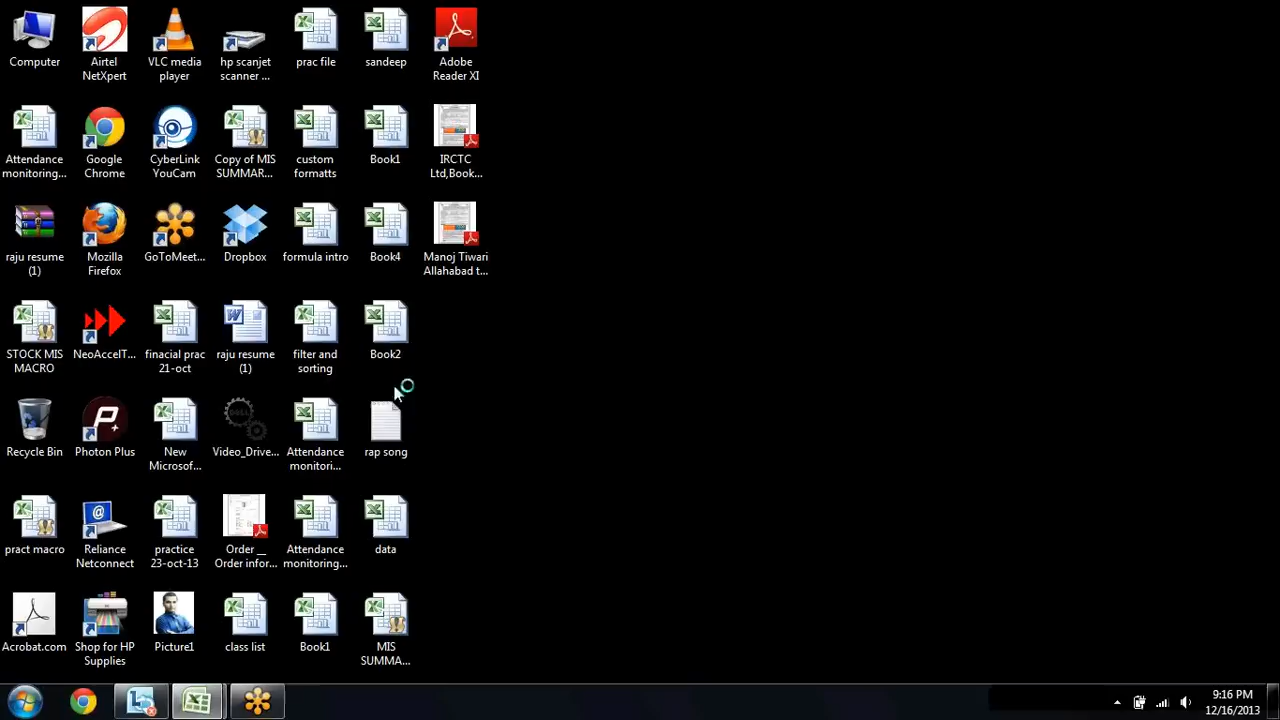 Computer
Airtel
NetXpert
VLC media
player
hp scanjet
scanner ...
prac file
sandeep
Adobe
Reader XI
Attendance
monitoring...
Google
Chrome
CyberLink
YouCam
Copy of MIS
SUMMAR...
custom
formatts
Book1
IRCTC
Ltd,Book...
raju resume
(1)
Mozilla
Firefox
GoToMeet...
Dropbox
formula intro
Book4
Manoj Tiwari
Allahabad t...
STOCK MIS
MACRO
NeoAccelT...
finacial prac
21-oct
raju resume
(1)
filter and
sorting
Book2
Recycle Bin
Photon Plus
New
Microsof...
Video_Drive...
Attendance
monitori...
rap song
pract macro
Reliance
Netconnect
practice
23-oct-13
Order __
Order infor...
Attendance
monitoring...
data
Acrobat.com
Shop for HP
Supplies
Picture1
class list
Book1
MIS
SUMMA...
9:16 PM
12/16/2013